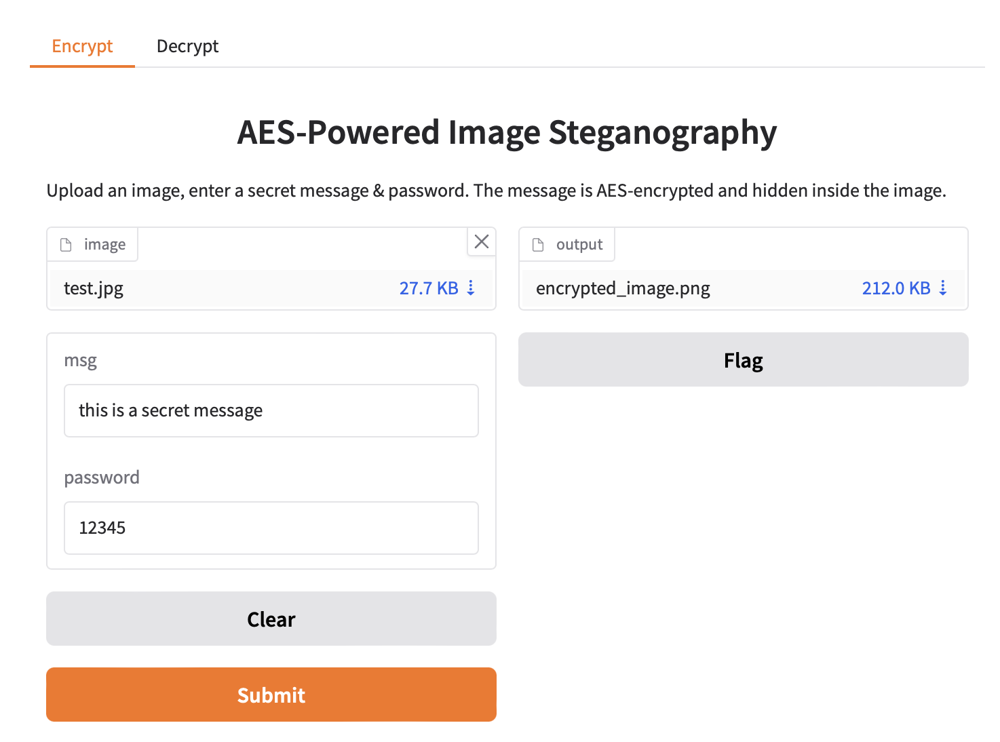 Encrypt
Decrypt
AES-Powered Image Steganography
Upload an image, enter a secret message & password. The message is AES-encrypted and hidden inside the image.
image
test.jpg 27.7 KB ⇣
output
encrypted_image.png 212.0 KB ⇣
msg
this is a secret message
password
12345
Clear
Submit
Flag